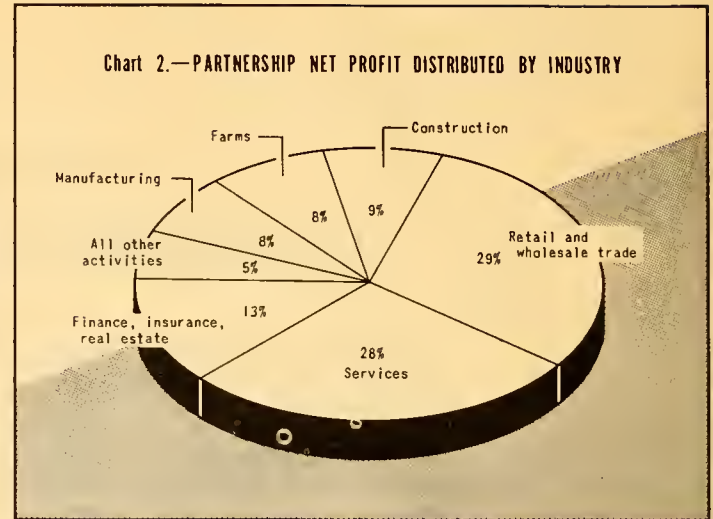 Chart 2.—PARTNERSHIP NET PROFIT DISTRIBUTED BY INDUSTRY
Farms
Construction
Manufacturing
8%
9%
All other
activities
8%
5%
29%
Retail and
wholesale trade
Finance, insurance,
real estate
13%
28%
Services